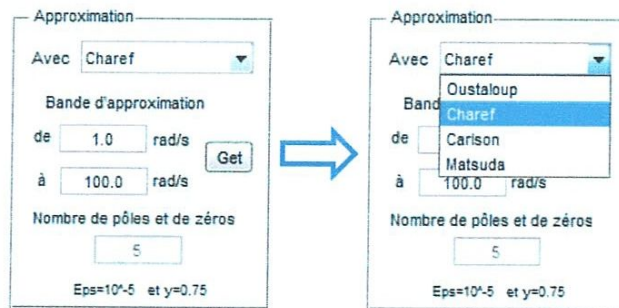 Approximation
Avec Charef
Bande d'approximation
de 1.0 rad/s
Get
à 100.0 rad/s
Nombre de pôles et de zéros
5
Eps=10^-5 et y=0.75
Approximation
Avec Charef
Oustaloup
Charef
Carlson
Matsuda
Band
de
à 100.0 rad/s
Nombre de pôles et de zéros
5
Eps=10^-5 et y=0.75